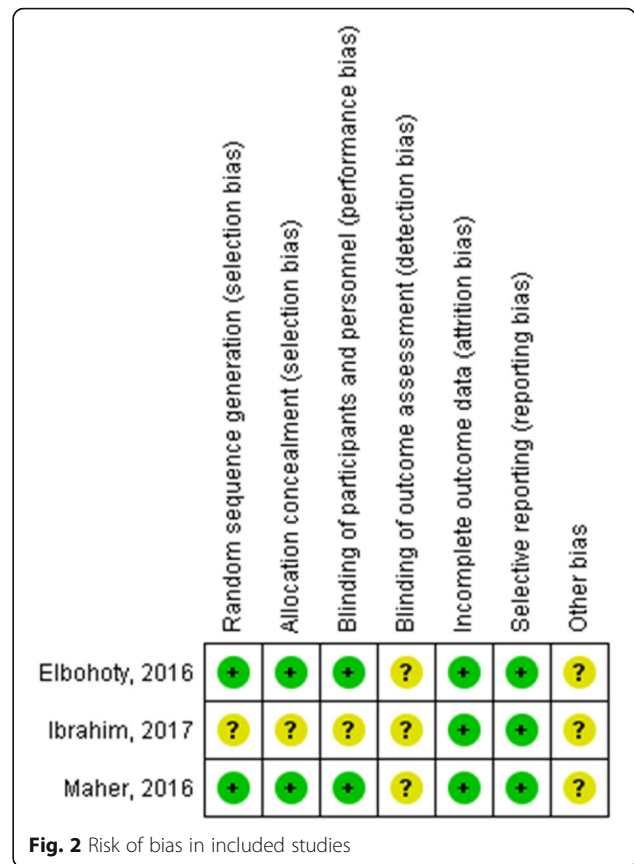 Random sequence generation (selection bias)
Allocation concealment (selection bias)
Blinding of participants and personnel (performance bias)
Blinding of outcome assessment (detection bias)
Incomplete outcome data (attrition bias)
Selective reporting (reporting bias)
Other bias
Elbohoty, 2016 + + + ? + + ?
Ibrahim, 2017 ? ? ? ? + + ?
Maher, 2016 + + + ? + + ?
Fig. 2 Risk of bias in included studies